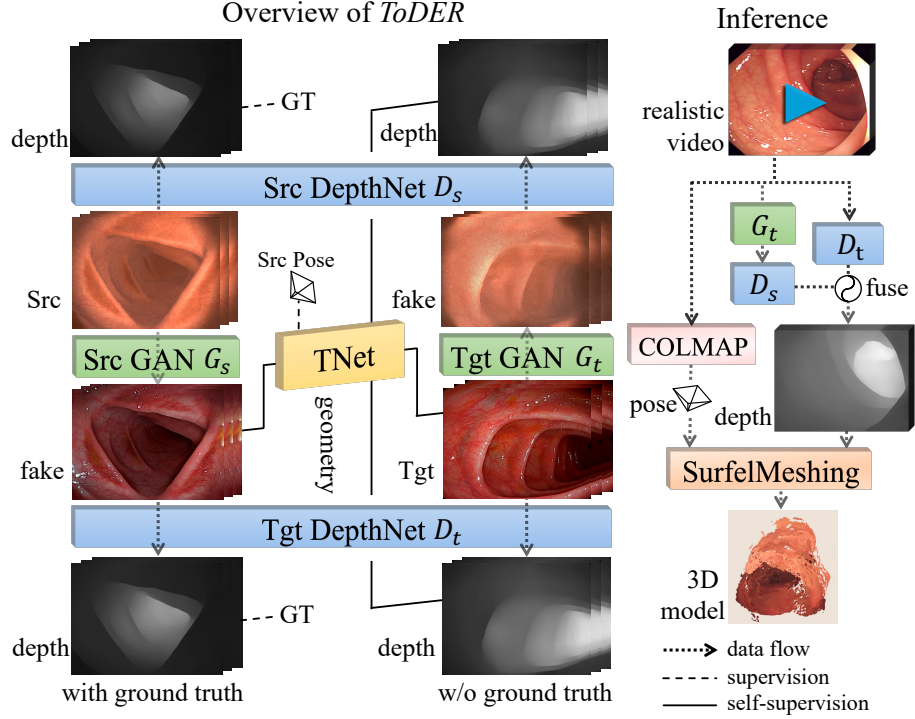 Overview of ToDER
GT
depth
depth
Src DepthNet D_s
Src Pose
Src
fake
Src GAN G_s
TNet
Tgt GAN G_t
geometry
fake
Tgt
Tgt DepthNet D_t
GT
depth
depth
with ground truth
w/o ground truth
Inference
realistic
video
G_t
D_t
D_s
fuse
COLMAP
pose
depth
SurfelMeshing
3D
model
data flow
supervision
self-supervision